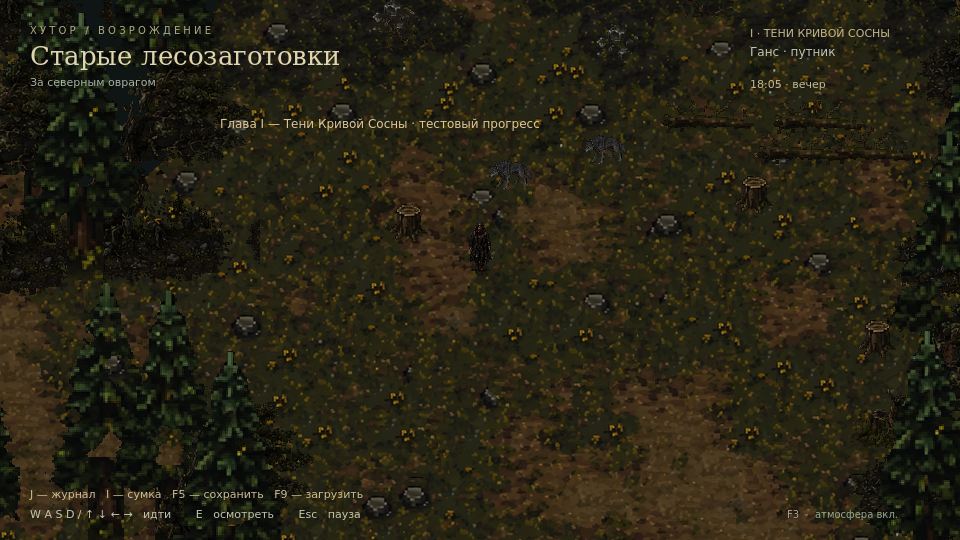 ХУТОР / ВОЗРОЖДЕНИЕ
Старые лесозаготовки
За северным оврагом
I · ТЕНИ КРИВОЙ СОСНЫ
Ганс · путник
18:05 · вечер
Глава I — Тени Кривой Сосны · тестовый прогресс
J — журнал I — сумка F5 — сохранить F9 — загрузить
W A S D / ↑ ↓ ← → идти E осмотреть Esc пауза
F3 · атмосфера вкл.